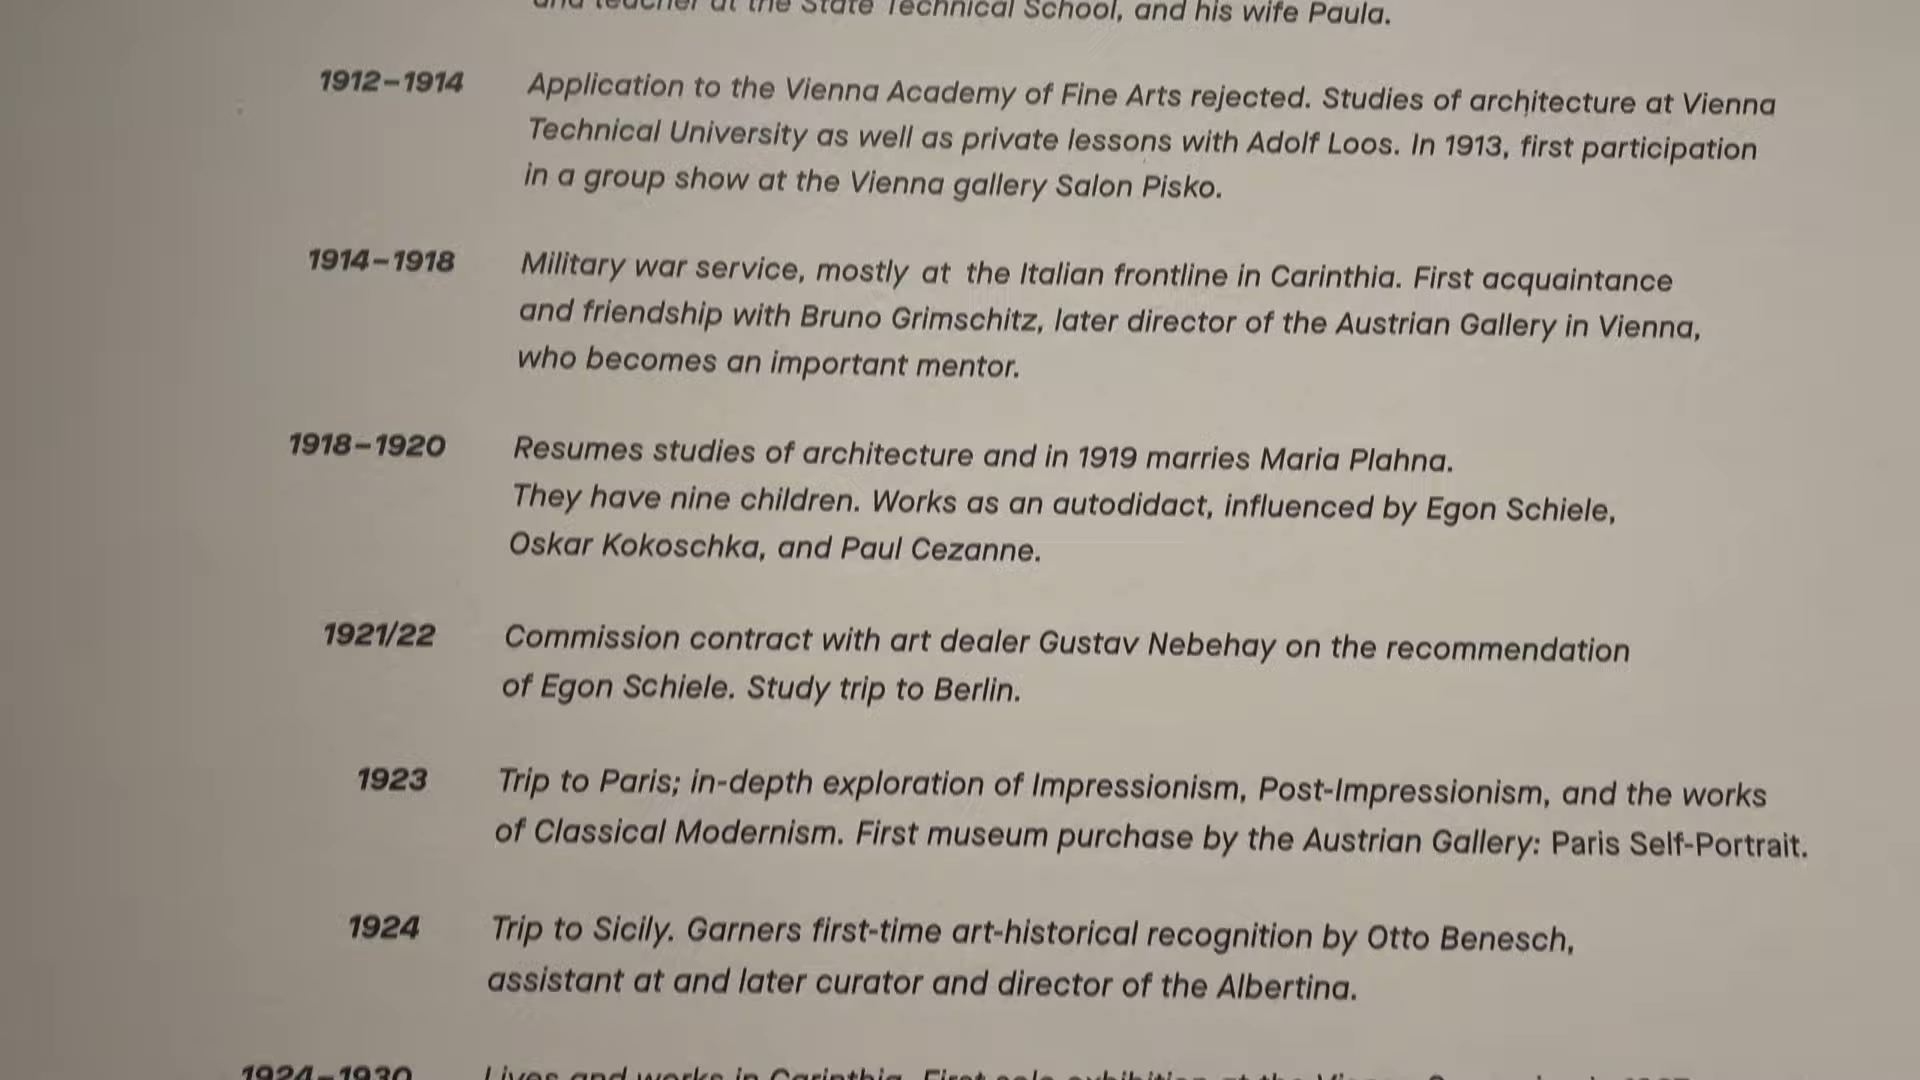 and teacher at the State Technical School, and his wife Paula.
1912–1914 Application to the Vienna Academy of Fine Arts rejected. Studies of architecture at Vienna
Technical University as well as private lessons with Adolf Loos. In 1913, first participation
in a group show at the Vienna gallery Salon Pisko.
1914–1918 Military war service, mostly at the Italian frontline in Carinthia. First acquaintance
and friendship with Bruno Grimschitz, later director of the Austrian Gallery in Vienna,
who becomes an important mentor.
1918–1920 Resumes studies of architecture and in 1919 marries Maria Plahna.
They have nine children. Works as an autodidact, influenced by Egon Schiele,
Oskar Kokoschka, and Paul Cezanne.
1921/22 Commission contract with art dealer Gustav Nebehay on the recommendation
of Egon Schiele. Study trip to Berlin.
1923 Trip to Paris; in-depth exploration of Impressionism, Post-Impressionism, and the works
of Classical Modernism. First museum purchase by the Austrian Gallery: Paris Self-Portrait.
1924 Trip to Sicily. Garners first-time art-historical recognition by Otto Benesch,
assistant at and later curator and director of the Albertina.
1924–1930 Lives and works in Carinthia. First solo exhibition at the